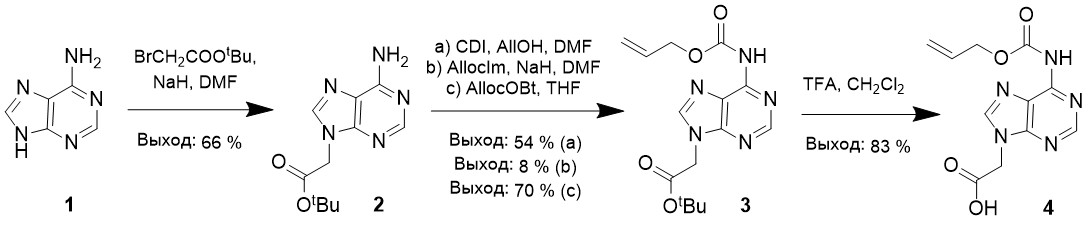 BrCH₂COOᵗBu,
NaH, DMF
Выход: 66 %
a) CDI, AllOH, DMF
b) AllocIm, NaH, DMF
c) AllocOBt, THF
Выход: 54 % (a)
Выход: 8 % (b)
Выход: 70 % (c)
TFA, CH₂Cl₂
Выход: 83 %
NH₂
N
N
N
N
H
1
NH₂
N
N
N
N
O
OᵗBu
2
O
O
NH
N
N
N
N
O
OᵗBu
3
O
O
NH
N
N
N
N
O
OH
4